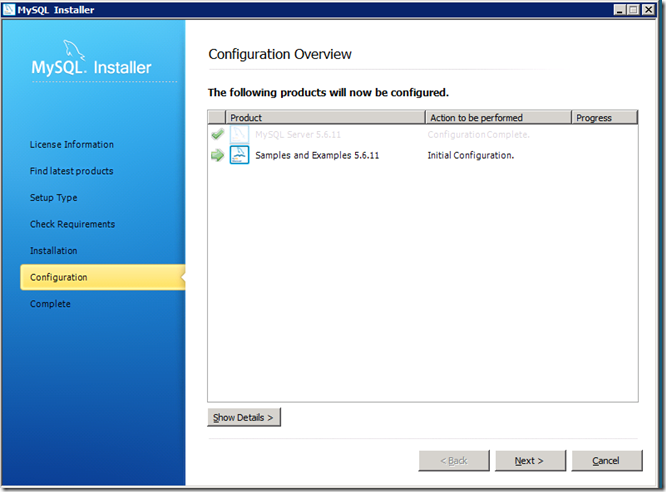 MySQL Installer
MySQL. Installer
License Information
Find latest products
Setup Type
Check Requirements
Installation
Configuration
Complete
Configuration Overview
The following products will now be configured.
Product Action to be performed Progress
MySQL Server 5.6.11 Configuration Complete.
Samples and Examples 5.6.11 Initial Configuration.
Show Details >
< Back Next > Cancel